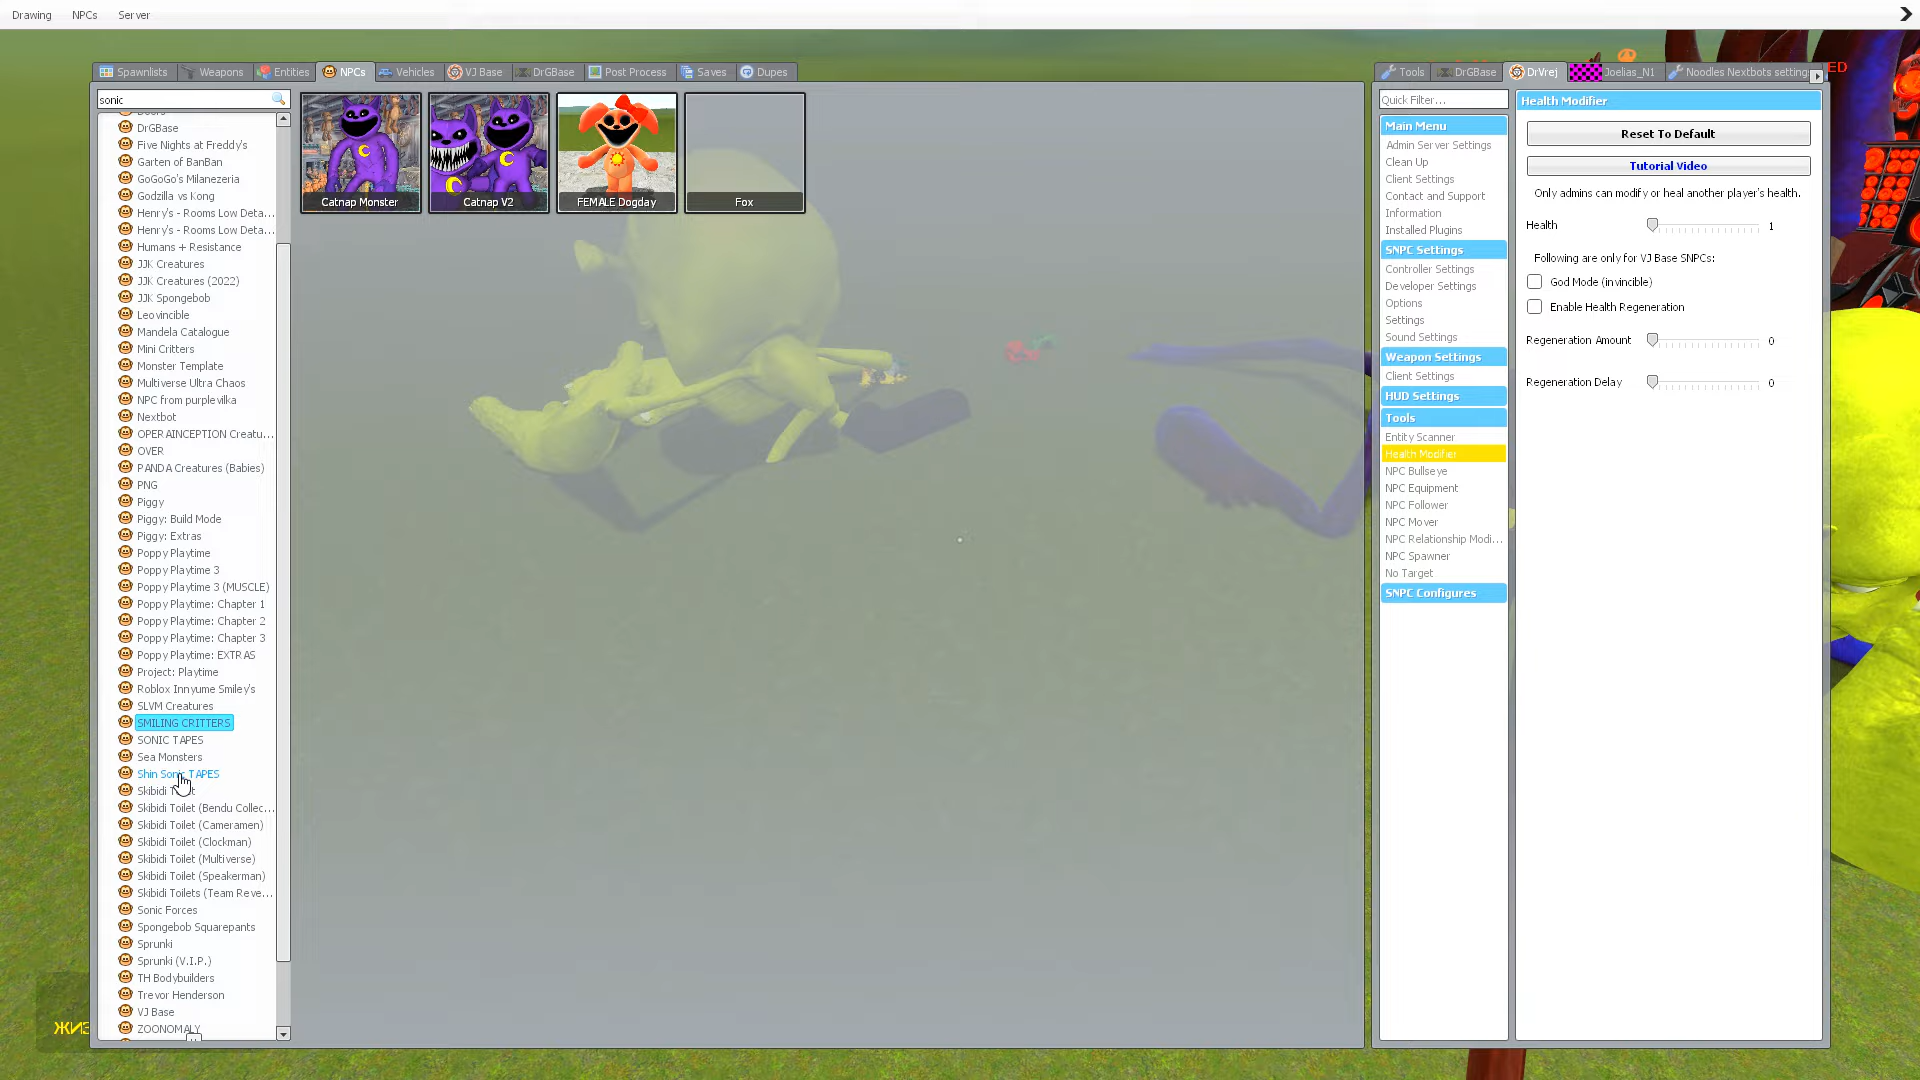 Drawing NPCs Server
Spawnlists Weapons Entities NPCs Vehicles VJ Base DrGBase Post Process Saves Dupes
sonic
DrGBase
Five Nights at Freddy's
Garten of BanBan
GoGoGo's Milanezeria
Godzilla vs Kong
Henry's - Rooms Low Deta...
Henry's - Rooms Low Deta...
Humans + Resistance
JJK Creatures
JJK Creatures (2022)
JJK Spongebob
Leovincible
Mandela Catalogue
Mini Critters
Monster Template
Multiverse Ultra Chaos
NPC from purplevilka
Nextbot
OPERAINCEPTION Creatu...
OVER
PANDA Creatures (Babies)
PNG
Piggy
Piggy: Build Mode
Piggy: Extras
Poppy Playtime
Poppy Playtime 3
Poppy Playtime 3 (MUSCLE)
Poppy Playtime: Chapter 1
Poppy Playtime: Chapter 2
Poppy Playtime: Chapter 3
Poppy Playtime: EXTRAS
Project: Playtime
Roblox Innyume Smiley's
SLVM Creatures
SMILING CRITTERS
SONIC TAPES
Sea Monsters
Shin Sonic TAPES
Skibidi Toilet
Skibidi Toilet (Bendu Collec...
Skibidi Toilet (Cameramen)
Skibidi Toilet (Clockman)
Skibidi Toilet (Multiverse)
Skibidi Toilet (Speakerman)
Skibidi Toilets (Team Reve...
Sonic Forces
Spongebob Squarepants
Sprunki
Sprunki (V.I.P.)
TH Bodybuilders
Trevor Henderson
VJ Base
ZOONOMALY
Catnap Monster
Catnap V2
FEMALE Dogday
Fox
Tools DrGBase DrVrej Joelias_N1 Noodles Nextbots setting
ED
Quick Filter...
Main Menu
Admin Server Settings
Clean Up
Client Settings
Contact and Support
Information
Installed Plugins
SNPC Settings
Controller Settings
Developer Settings
Options
Settings
Sound Settings
Weapon Settings
Client Settings
HUD Settings
Tools
Entity Scanner
Health Modifier
NPC Bullseye
NPC Equipment
NPC Follower
NPC Mover
NPC Relationship Modi...
NPC Spawner
No Target
SNPC Configures
Health Modifier
Reset To Default
Tutorial Video
Only admins can modify or heal another player's health.
Health 1
Following are only for VJ Base SNPCs:
God Mode (invincible)
Enable Health Regeneration
Regeneration Amount 0
Regeneration Delay 0
ЖИЗ